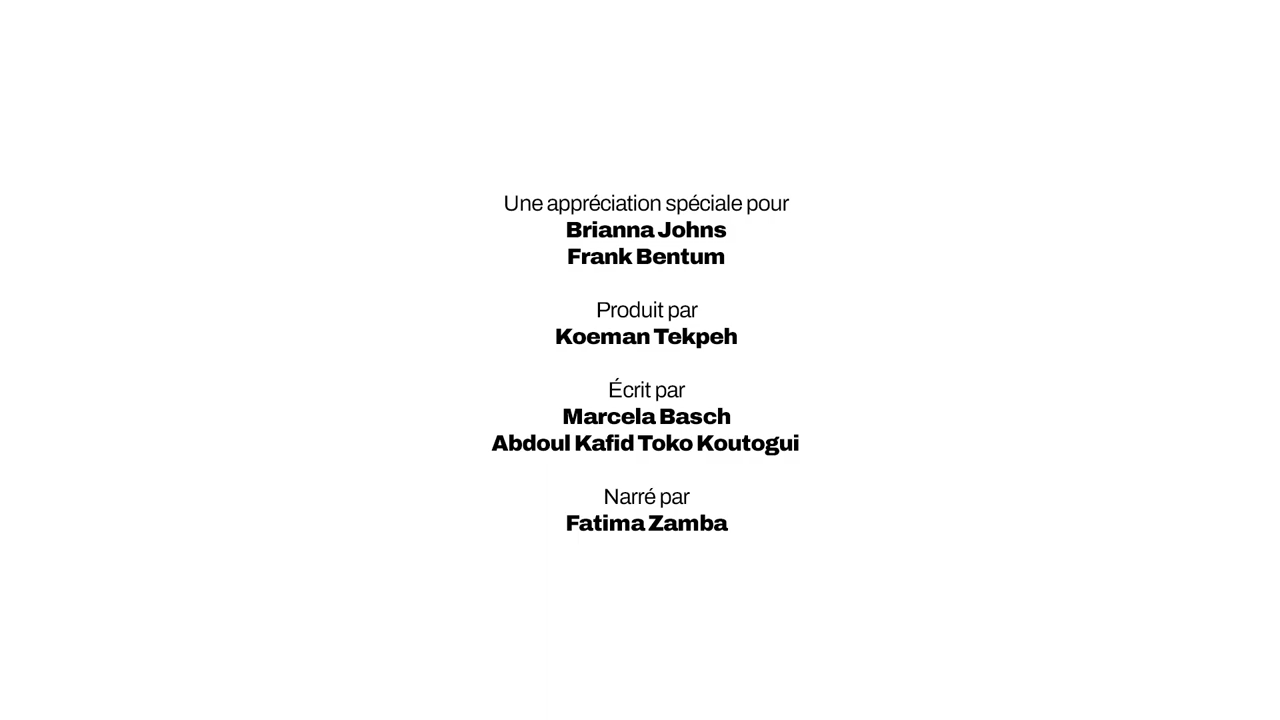 Une appréciation spéciale pour
Brianna Johns
Frank Bentum
Produit par
Koeman Tekpeh
Écrit par
Marcela Basch
Abdoul Kafid Toko Koutogui
Narré par
Fatima Zamba